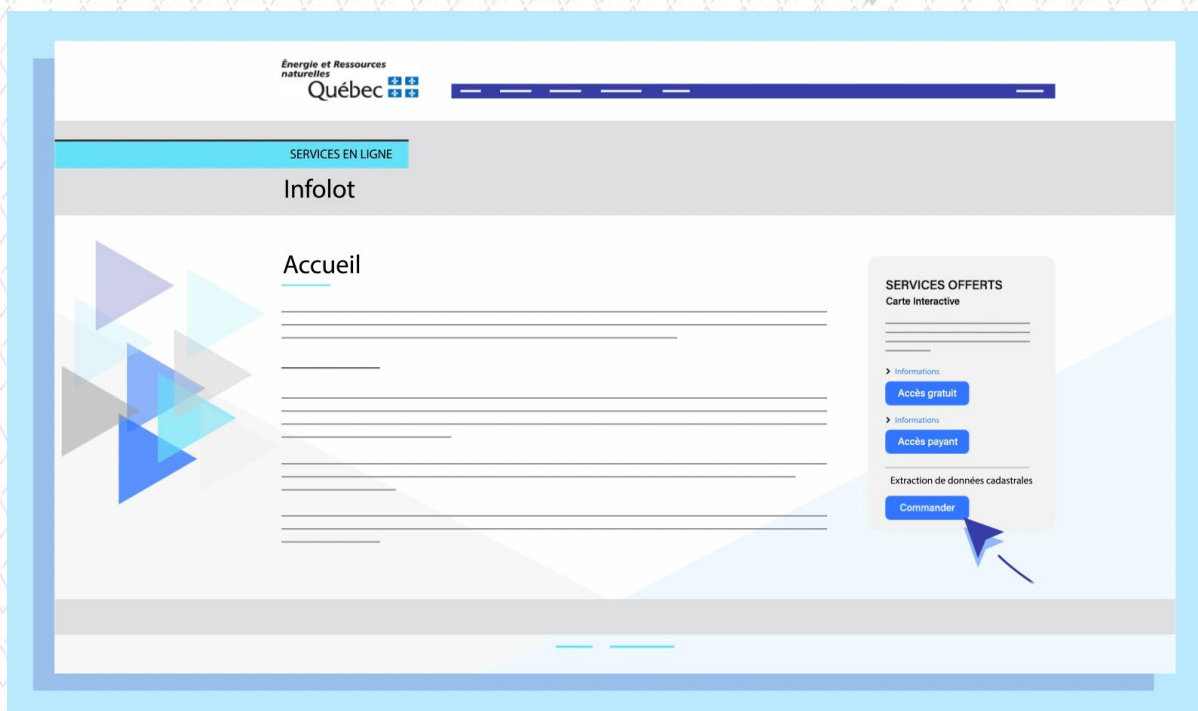 Énergie et Ressources
naturelles
Québec
SERVICES EN LIGNE
Infolot
Accueil
SERVICES OFFERTS
Carte Interactive
Informations
Accès gratuit
Informations
Accès payant
Extraction de données cadastrales
Commander